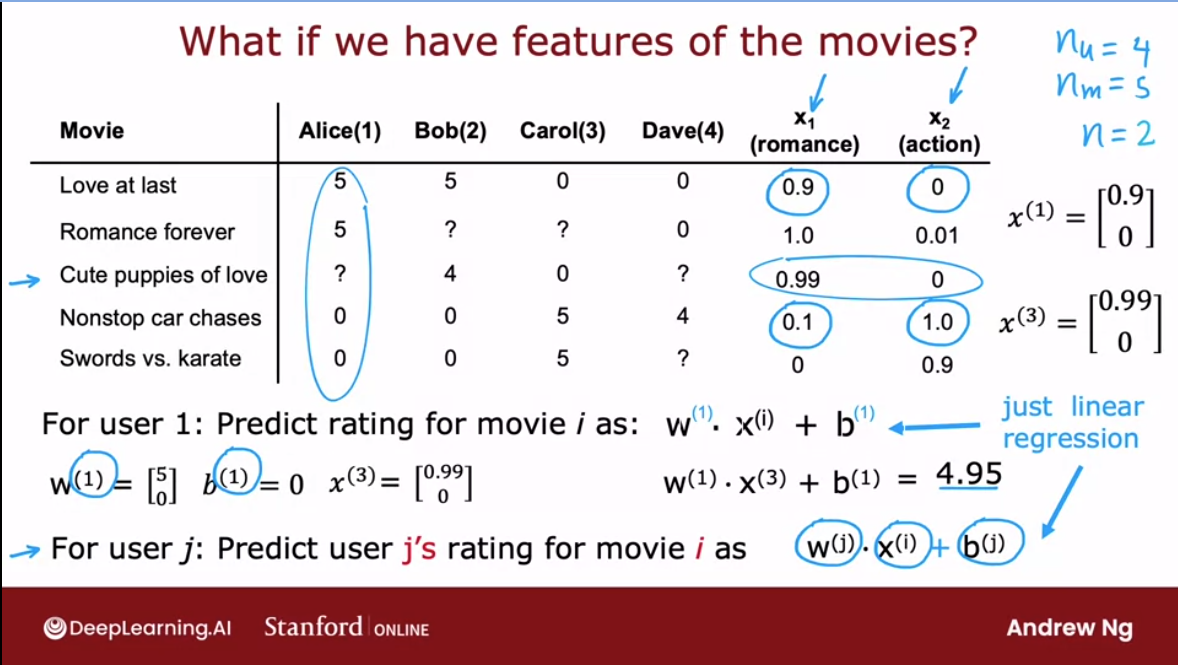 What if we have features of the movies?
nu = 4
nm = 5
n = 2
Movie Alice(1) Bob(2) Carol(3) Dave(4) x₁ (romance) x₂ (action)
Love at last 5 5 0 0 0.9 0
Romance forever 5 ? ? 0 1.0 0.01
Cute puppies of love ? 4 0 ? 0.99 0
Nonstop car chases 0 0 5 4 0.1 1.0
Swords vs. karate 0 0 5 ? 0 0.9
x⁽¹⁾ = [0.9 0]
x⁽³⁾ = [0.99 0]
For user 1: Predict rating for movie i as: w⁽¹⁾ · x⁽ⁱ⁾ + b⁽¹⁾
just linear
regression
w⁽¹⁾ = [5 0] b⁽¹⁾ = 0 x⁽³⁾ = [0.99 0] w⁽¹⁾ · x⁽³⁾ + b⁽¹⁾ = 4.95
For user j: Predict user j's rating for movie i as w⁽ʲ⁾ · x⁽ⁱ⁾ + b⁽ʲ⁾
DeepLearning.AI Stanford ONLINE Andrew Ng